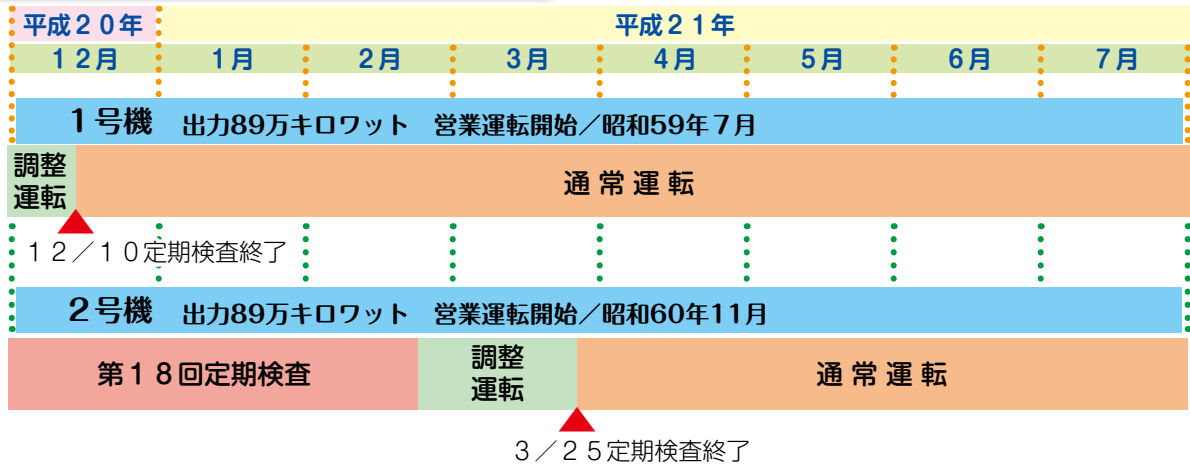 平成２０年 平成２１年
１２月 １月 ２月 ３月 ４月 ５月 ６月 ７月
１号機 出力89万キロワット 営業運転開始／昭和59年７月
調整
運転
通常運転
１２／１０定期検査終了
２号機 出力89万キロワット 営業運転開始／昭和60年11月
第１８回定期検査
調整
運転
通常運転
３／２５定期検査終了